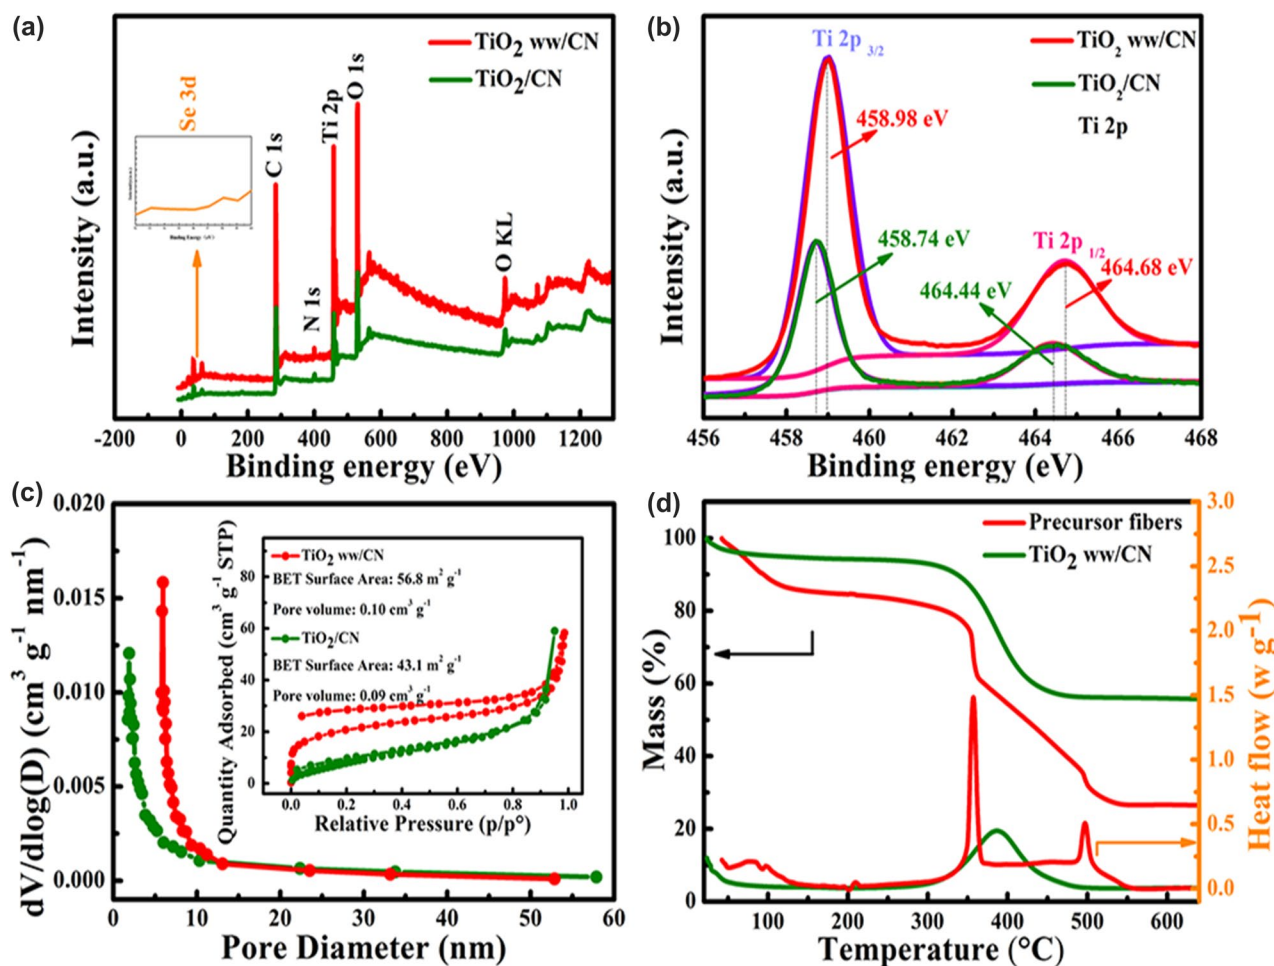 (a)
TiO2 ww/CN
TiO2/CN
Se 3d
C 1s
N 1s
Ti 2p
O 1s
O KL
Binding Energy (eV)
Intensity (a.u.)
-200 0 200 400 600 800 1000 1200
Binding energy (eV)
(b)
Ti 2p 3/2
TiO2 ww/CN
TiO2/CN
Ti 2p
458.98 eV
458.74 eV
Ti 2p 1/2
464.68 eV
464.44 eV
Intensity (a.u.)
456 458 460 462 464 466 468
Binding energy (eV)
(c)
0.020
0.015
0.010
0.005
0.000
dV/dlog(D) (cm3 g-1 nm-1)
0 10 20 30 40 50 60
Pore Diameter (nm)
TiO2 ww/CN
BET Surface Area: 56.8 m2 g-1
Pore volume: 0.10 cm3 g-1
TiO2/CN
BET Surface Area: 43.1 m2 g-1
Pore volume: 0.09 cm3 g-1
80
60
40
20
0
Quantity Adsorbed (cm3 g-1 STP)
0.0 0.2 0.4 0.6 0.8 1.0
Relative Pressure (p/p°)
(d)
Precursor fibers
TiO2 ww/CN
100
80
60
40
20
0
Mass (%)
3.0
2.5
2.0
1.5
1.0
0.5
0.0
Heat flow (w g-1)
100 200 300 400 500 600
Temperature (°C)